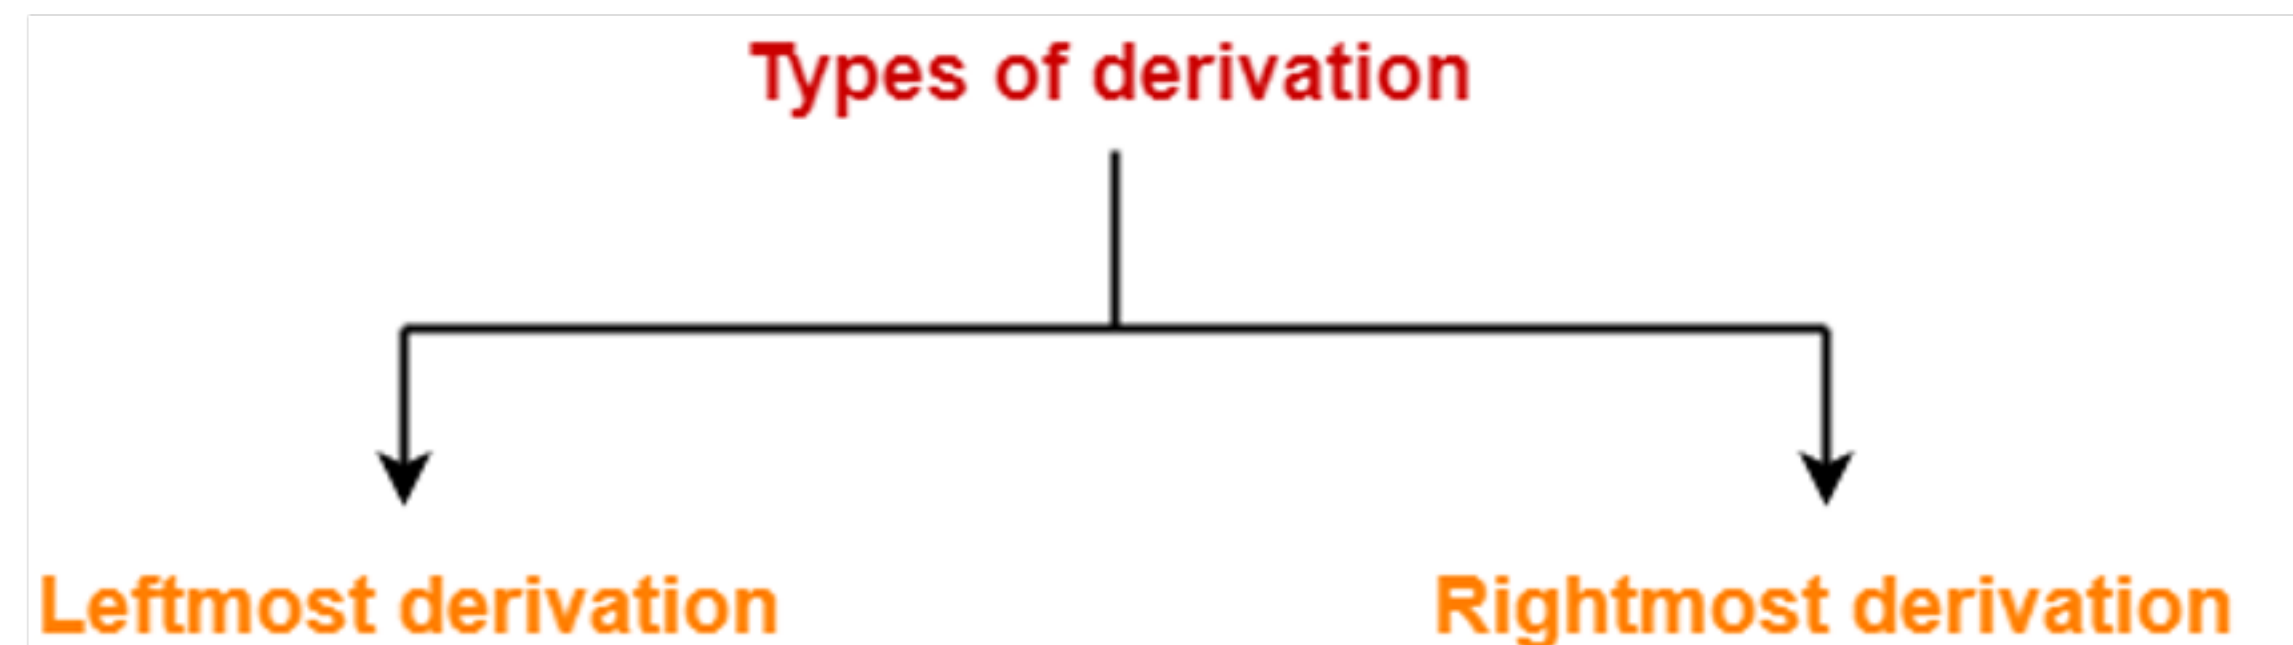 Types of derivation
Leftmost derivation
Rightmost derivation